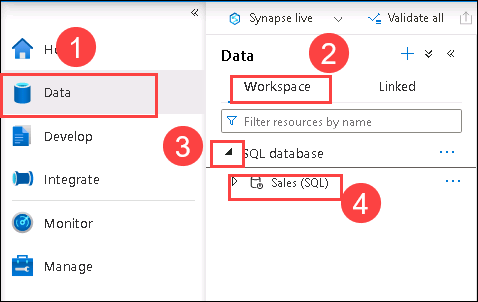 Synapse live
Validate all
1
Data
2
Data
Workspace
Linked
Develop
Filter resources by name
3
SQL database
Integrate
Sales (SQL)
4
Monitor
Manage